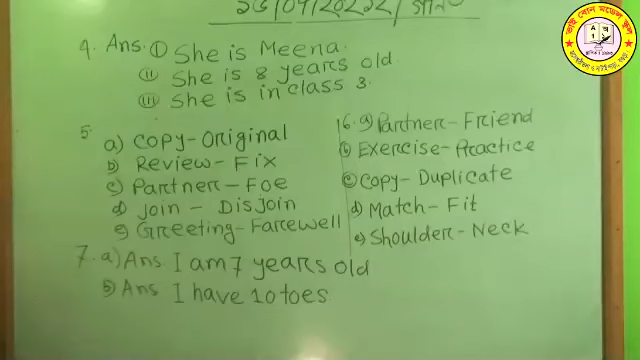 4. Ans. (i) She is Meena.
(ii) She is 8 years old.
(iii) She is in class 3.
5.
a) Copy-Original
b) Review-Fix
c) Partner-Foe
d) Join - Disjoin
e) Greeting-Farewell
6. a) Partner-Friend
b) Exercise-Practice
c) Copy-Duplicate
d) Match-Fit
e) Shoulder-Neck
7. a) Ans I am 7 years old
b) Ans I have 10 toes